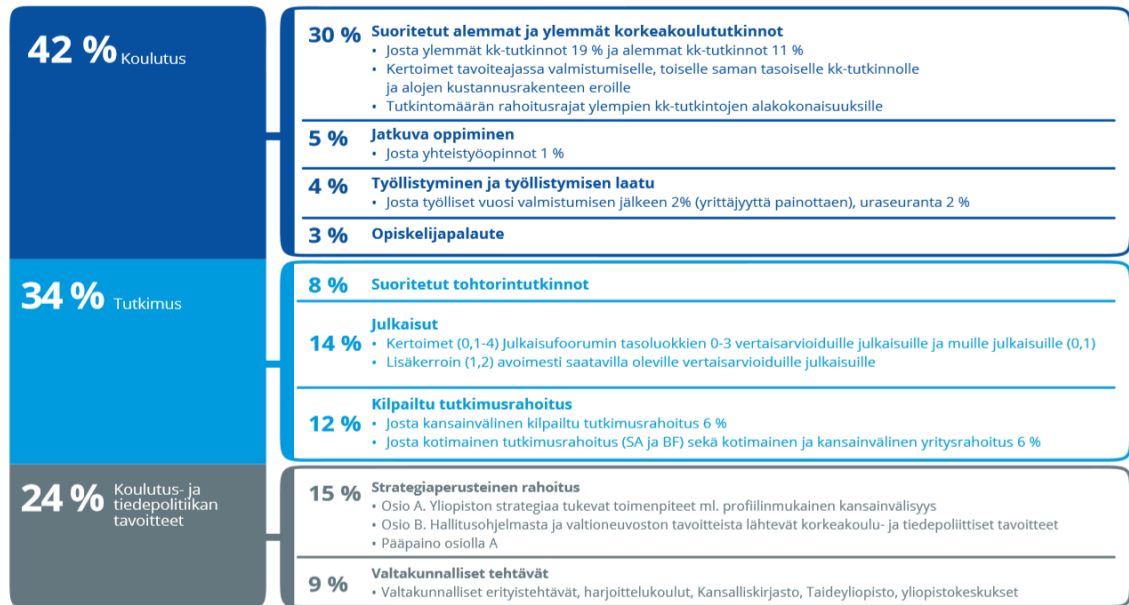 42 % Koulutus
30 % Suoritetut alemmat ja ylemmät korkeakoulututkinnot
• Josta ylemmät kk-tutkinnot 19 % ja alemmat kk-tutkinnot 11 %
• Kertoimet tavoiteajassa valmistumiselle, toiselle saman tasoiselle kk-tutkinnolle
ja alojen kustannusrakenteen eroille
• Tutkintomäärän rahoitusrajat ylempien kk-tutkintojen alakokonaisuuksille
5 % Jatkuva oppiminen
• Josta yhteistyöopinnot 1 %
4 % Työllistyminen ja työllistymisen laatu
• Josta työlliset vuosi valmistumisen jälkeen 2% (yrittäjyyttä painottaen), uraseuranta 2 %
3 % Opiskelijapalaute
34 % Tutkimus
8 % Suoritetut tohtorintutkinnot
14 % Julkaisut
• Kertoimet (0,1-4) Julkaisufoorumin tasoluokkien 0-3 vertaisarvioiduille julkaisuille ja muille julkaisuille (0,1)
• Lisäkerroin (1,2) avoimesti saatavilla oleville vertaisarvioiduille julkaisuille
12 % Kilpailtu tutkimusrahoitus
• Josta kansainvälinen kilpailtu tutkimusrahoitus 6 %
• Josta kotimainen tutkimusrahoitus (SA ja BF) sekä kotimainen ja kansainvälinen yritysrahoitus 6 %
24 % Koulutus- ja
tiedepolitiikan
tavoitteet
15 % Strategiaperusteinen rahoitus
• Osio A. Yliopiston strategiaa tukevat toimenpiteet ml. profiilinmukainen kansainvälisyys
• Osio B. Hallitusohjelmasta ja valtioneuvoston tavoitteista lähtevät korkeakoulu- ja tiedepoliittiset tavoitteet
• Pääpaino osiolla A
9 % Valtakunnalliset tehtävät
• Valtakunnalliset erityistehtävät, harjoittelukoulut, Kansalliskirjasto, Taideyliopisto, yliopistokeskukset